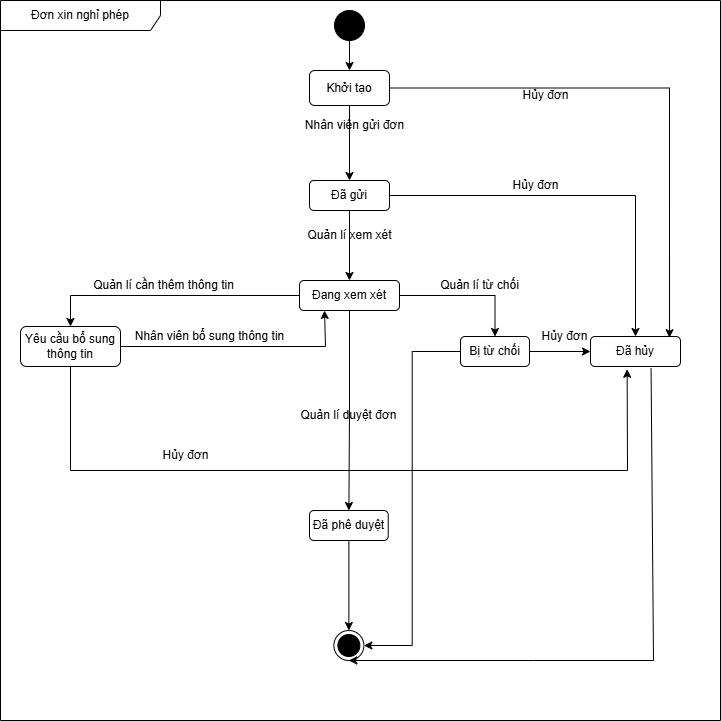 Đơn xin nghỉ phép
Khởi tạo
Hủy đơn
Nhân viên gửi đơn
Đã gửi
Hủy đơn
Quản lí xem xét
Quản lí cần thêm thông tin
Đang xem xét
Quản lí từ chối
Yêu cầu bổ sung
thông tin
Nhân viên bổ sung thông tin
Bị từ chối
Hủy đơn
Đã hủy
Quản lí duyệt đơn
Hủy đơn
Đã phê duyệt